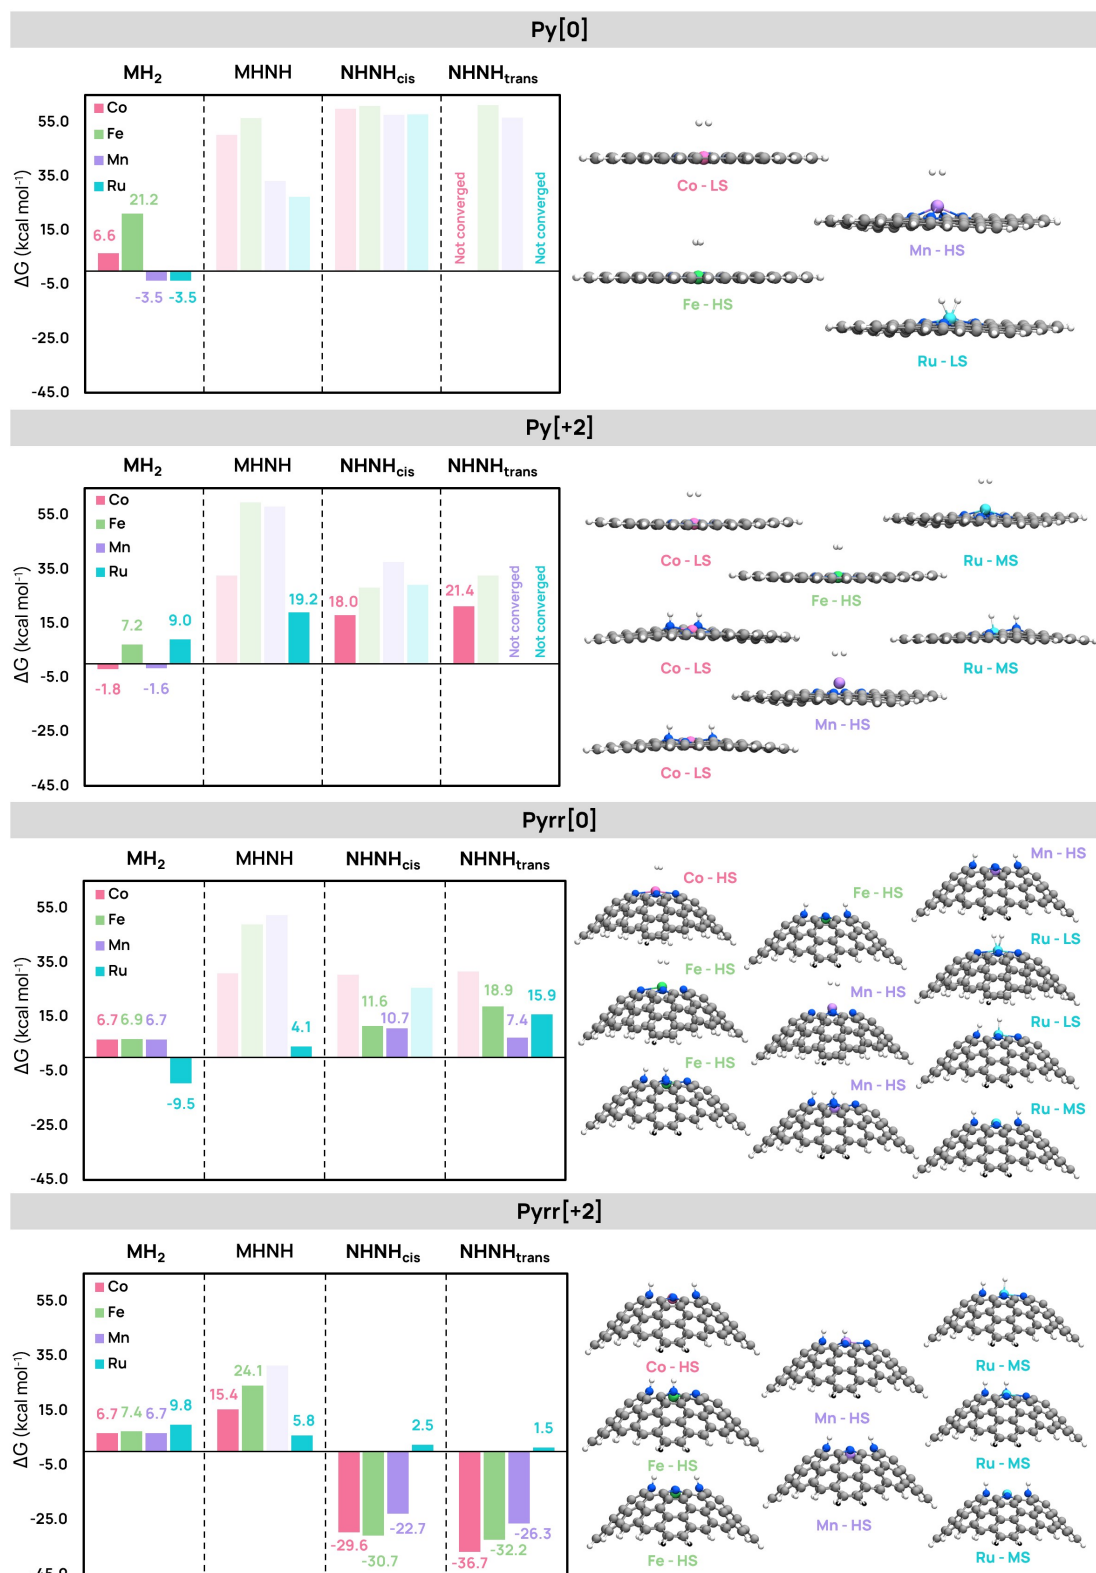 Py[0]
MH2 MHNH NHNHcis NHNHtrans
ΔG (kcal mol-1)
55.0
35.0
15.0
-5.0
-25.0
-45.0
Co
Fe
Mn
Ru
6.6
21.2
-3.5
-3.5
Not converged
Not converged
Co - LS
Mn - HS
Fe - HS
Ru - LS
Py[+2]
MH2 MHNH NHNHcis NHNHtrans
ΔG (kcal mol-1)
55.0
35.0
15.0
-5.0
-25.0
-45.0
Co
Fe
Mn
Ru
-1.8
7.2
-1.6
9.0
19.2
18.0
21.4
Not converged
Not converged
Co - LS
Ru - MS
Fe - HS
Co - LS
Ru - MS
Mn - HS
Co - LS
Pyrr[0]
MH2 MHNH NHNHcis NHNHtrans
ΔG (kcal mol-1)
55.0
35.0
15.0
-5.0
-25.0
-45.0
Co
Fe
Mn
Ru
6.7
6.9
6.7
-9.5
4.1
11.6
10.7
18.9
7.4
15.9
Mn - HS
Co - HS
Fe - HS
Ru - LS
Fe - HS
Mn - HS
Ru - LS
Fe - HS
Mn - HS
Ru - MS
Pyrr[+2]
MH2 MHNH NHNHcis NHNHtrans
ΔG (kcal mol-1)
55.0
35.0
15.0
-5.0
-25.0
-45.0
Co
Fe
Mn
Ru
6.7
7.4
6.7
9.8
15.4
24.1
5.8
-29.6
-30.7
-22.7
2.5
-36.7
-32.2
-26.3
1.5
Co - HS
Ru - MS
Mn - HS
Fe - HS
Ru - MS
Mn - HS
Fe - HS
Ru - MS